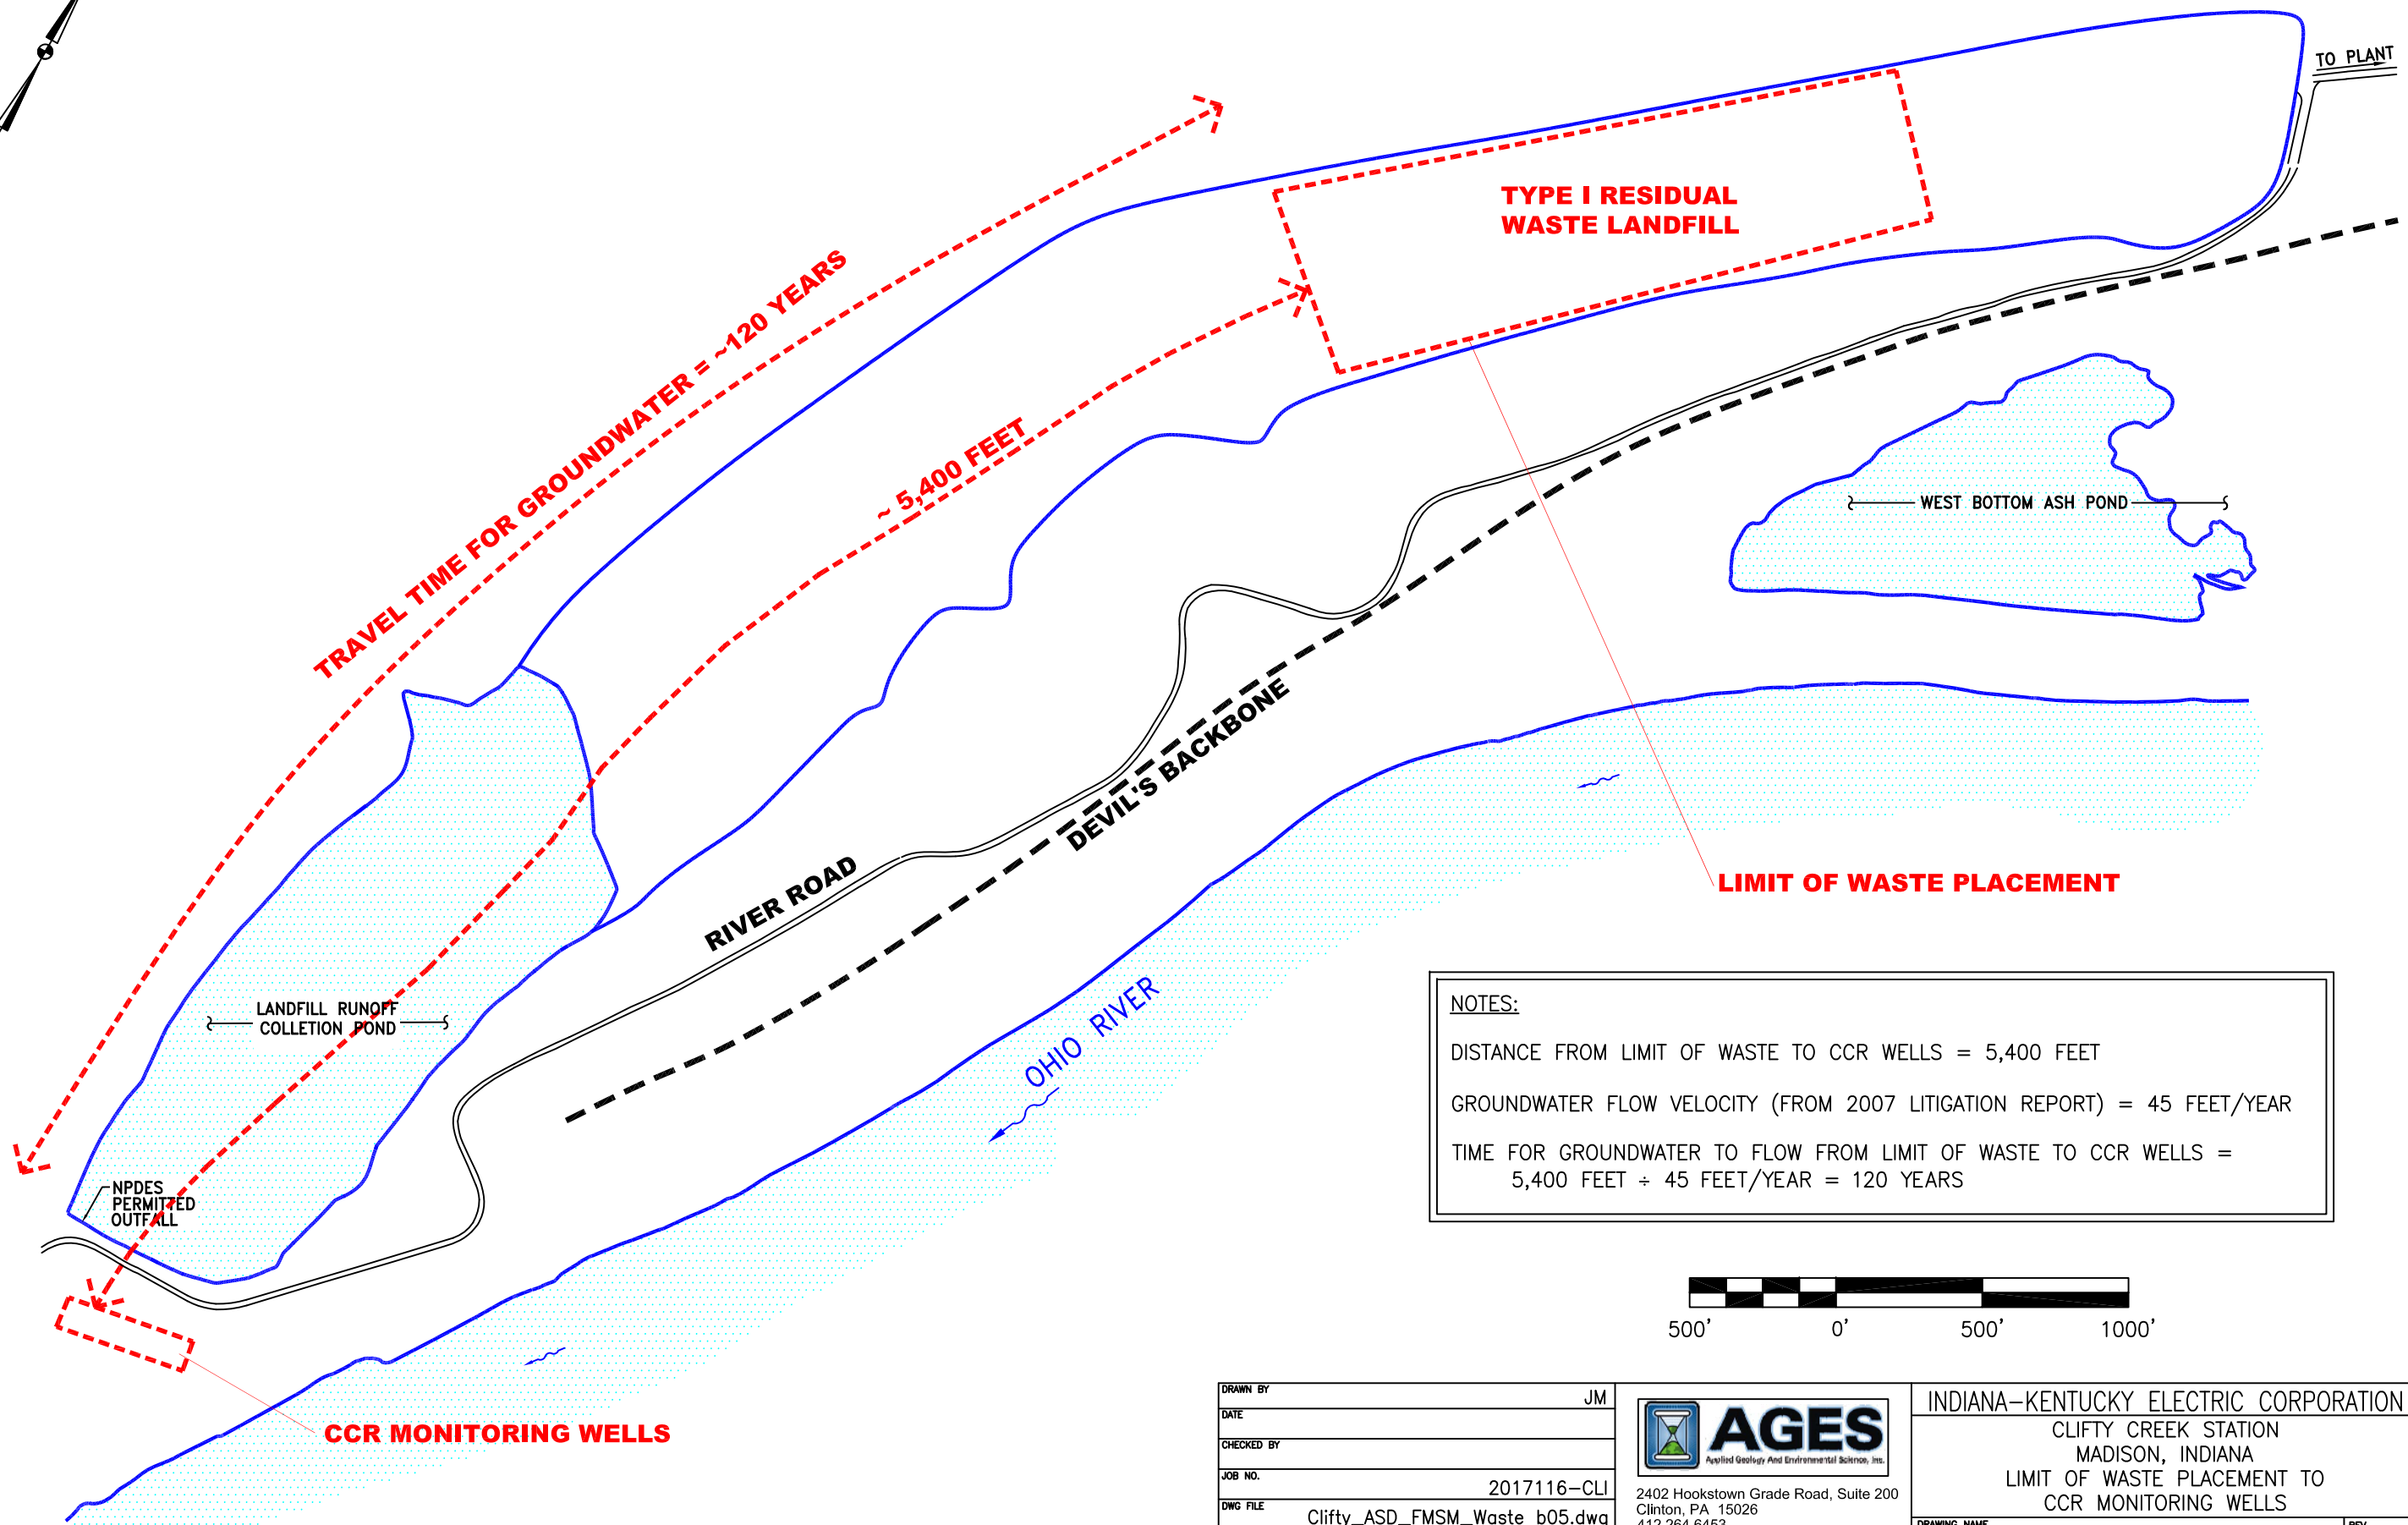 TO PLANT
TYPE I RESIDUAL
WASTE LANDFILL
TRAVEL TIME FOR GROUNDWATER = ~120 YEARS
~ 5,400 FEET
WEST BOTTOM ASH POND
DEVIL'S BACKBONE
RIVER ROAD
LIMIT OF WASTE PLACEMENT
OHIO RIVER
LANDFILL RUNOFF
COLLETION POND
NPDES
PERMITTED
OUTFALL
CCR MONITORING WELLS
NOTES:
DISTANCE FROM LIMIT OF WASTE TO CCR WELLS = 5,400 FEET
GROUNDWATER FLOW VELOCITY (FROM 2007 LITIGATION REPORT) = 45 FEET/YEAR
TIME FOR GROUNDWATER TO FLOW FROM LIMIT OF WASTE TO CCR WELLS =
5,400 FEET ÷ 45 FEET/YEAR = 120 YEARS
500' 0' 500' 1000'
DRAWN BY JM
DATE
CHECKED BY
JOB NO. 2017116-CLI
DWG FILE Clifty_ASD_FMSM_Waste_b05.dwg
AGES
Applied Geology And Environmental Science, Inc.
2402 Hookstown Grade Road, Suite 200
Clinton, PA 15026
412.264.6453
INDIANA-KENTUCKY ELECTRIC CORPORATION
CLIFTY CREEK STATION
MADISON, INDIANA
LIMIT OF WASTE PLACEMENT TO
CCR MONITORING WELLS
DRAWING NAME REV.